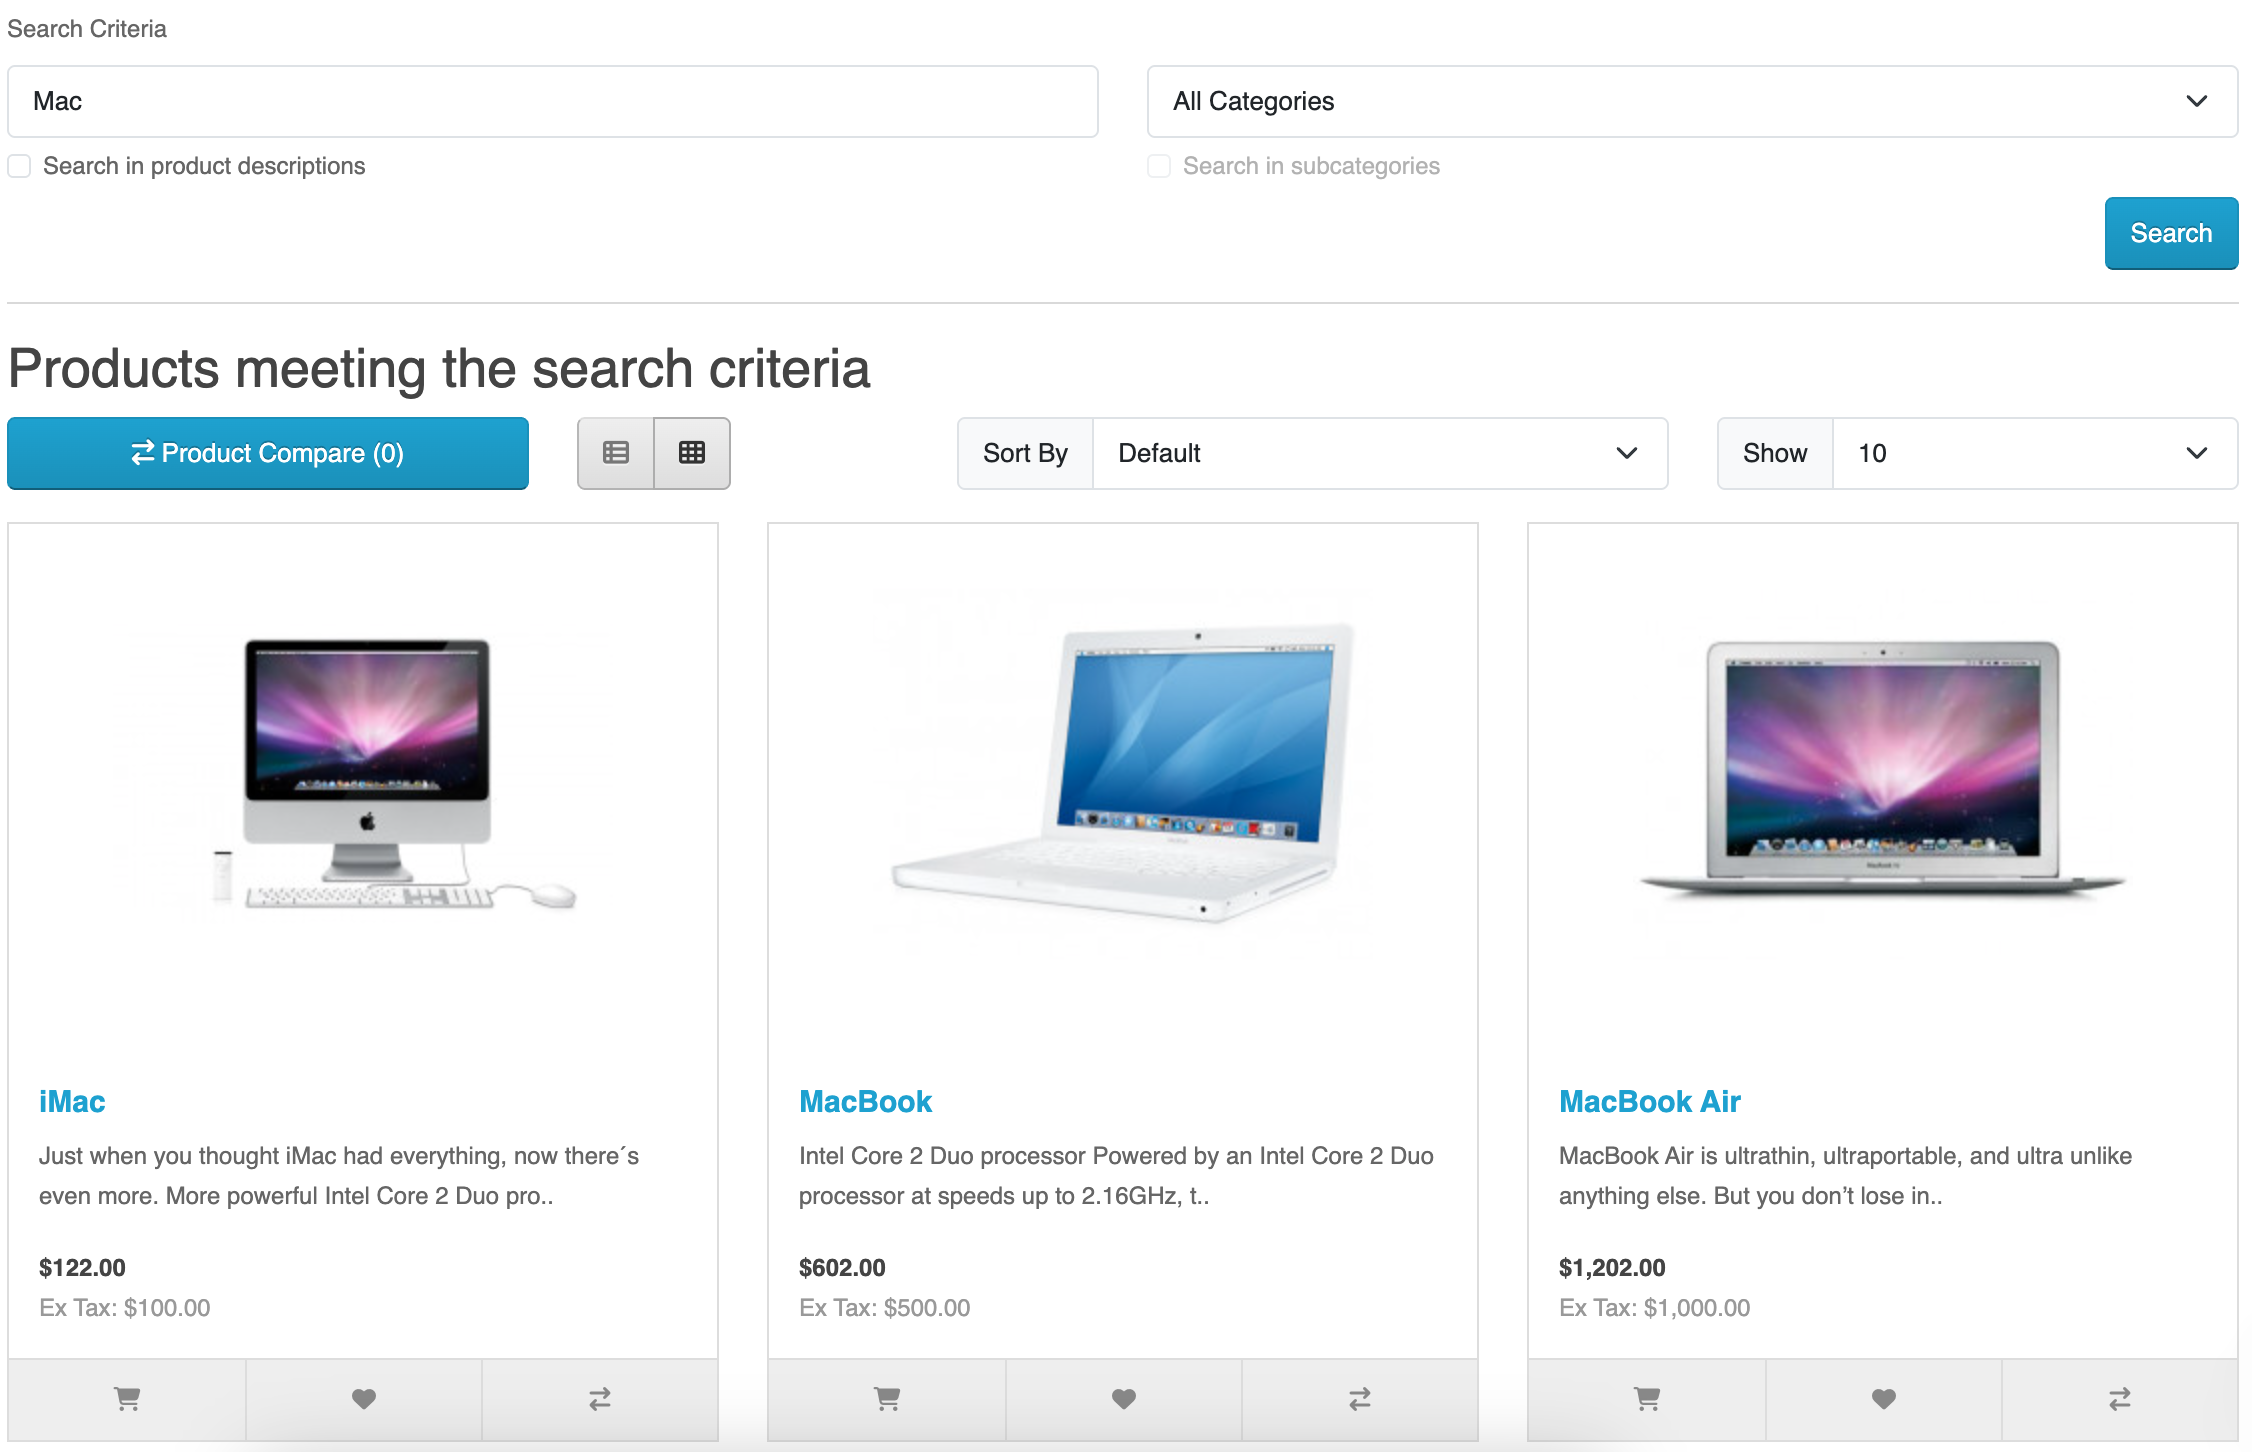 Search Criteria
Mac
All Categories
Search in product descriptions
Search in subcategories
Search
Products meeting the search criteria
Product Compare (0)
Sort By
Default
Show
10
iMac
Just when you thought iMac had everything, now there´s
even more. More powerful Intel Core 2 Duo pro..
$122.00
Ex Tax: $100.00
MacBook
Intel Core 2 Duo processor Powered by an Intel Core 2 Duo
processor at speeds up to 2.16GHz, t..
$602.00
Ex Tax: $500.00
MacBook Air
MacBook Air is ultrathin, ultraportable, and ultra unlike
anything else. But you don’t lose in..
$1,202.00
Ex Tax: $1,000.00